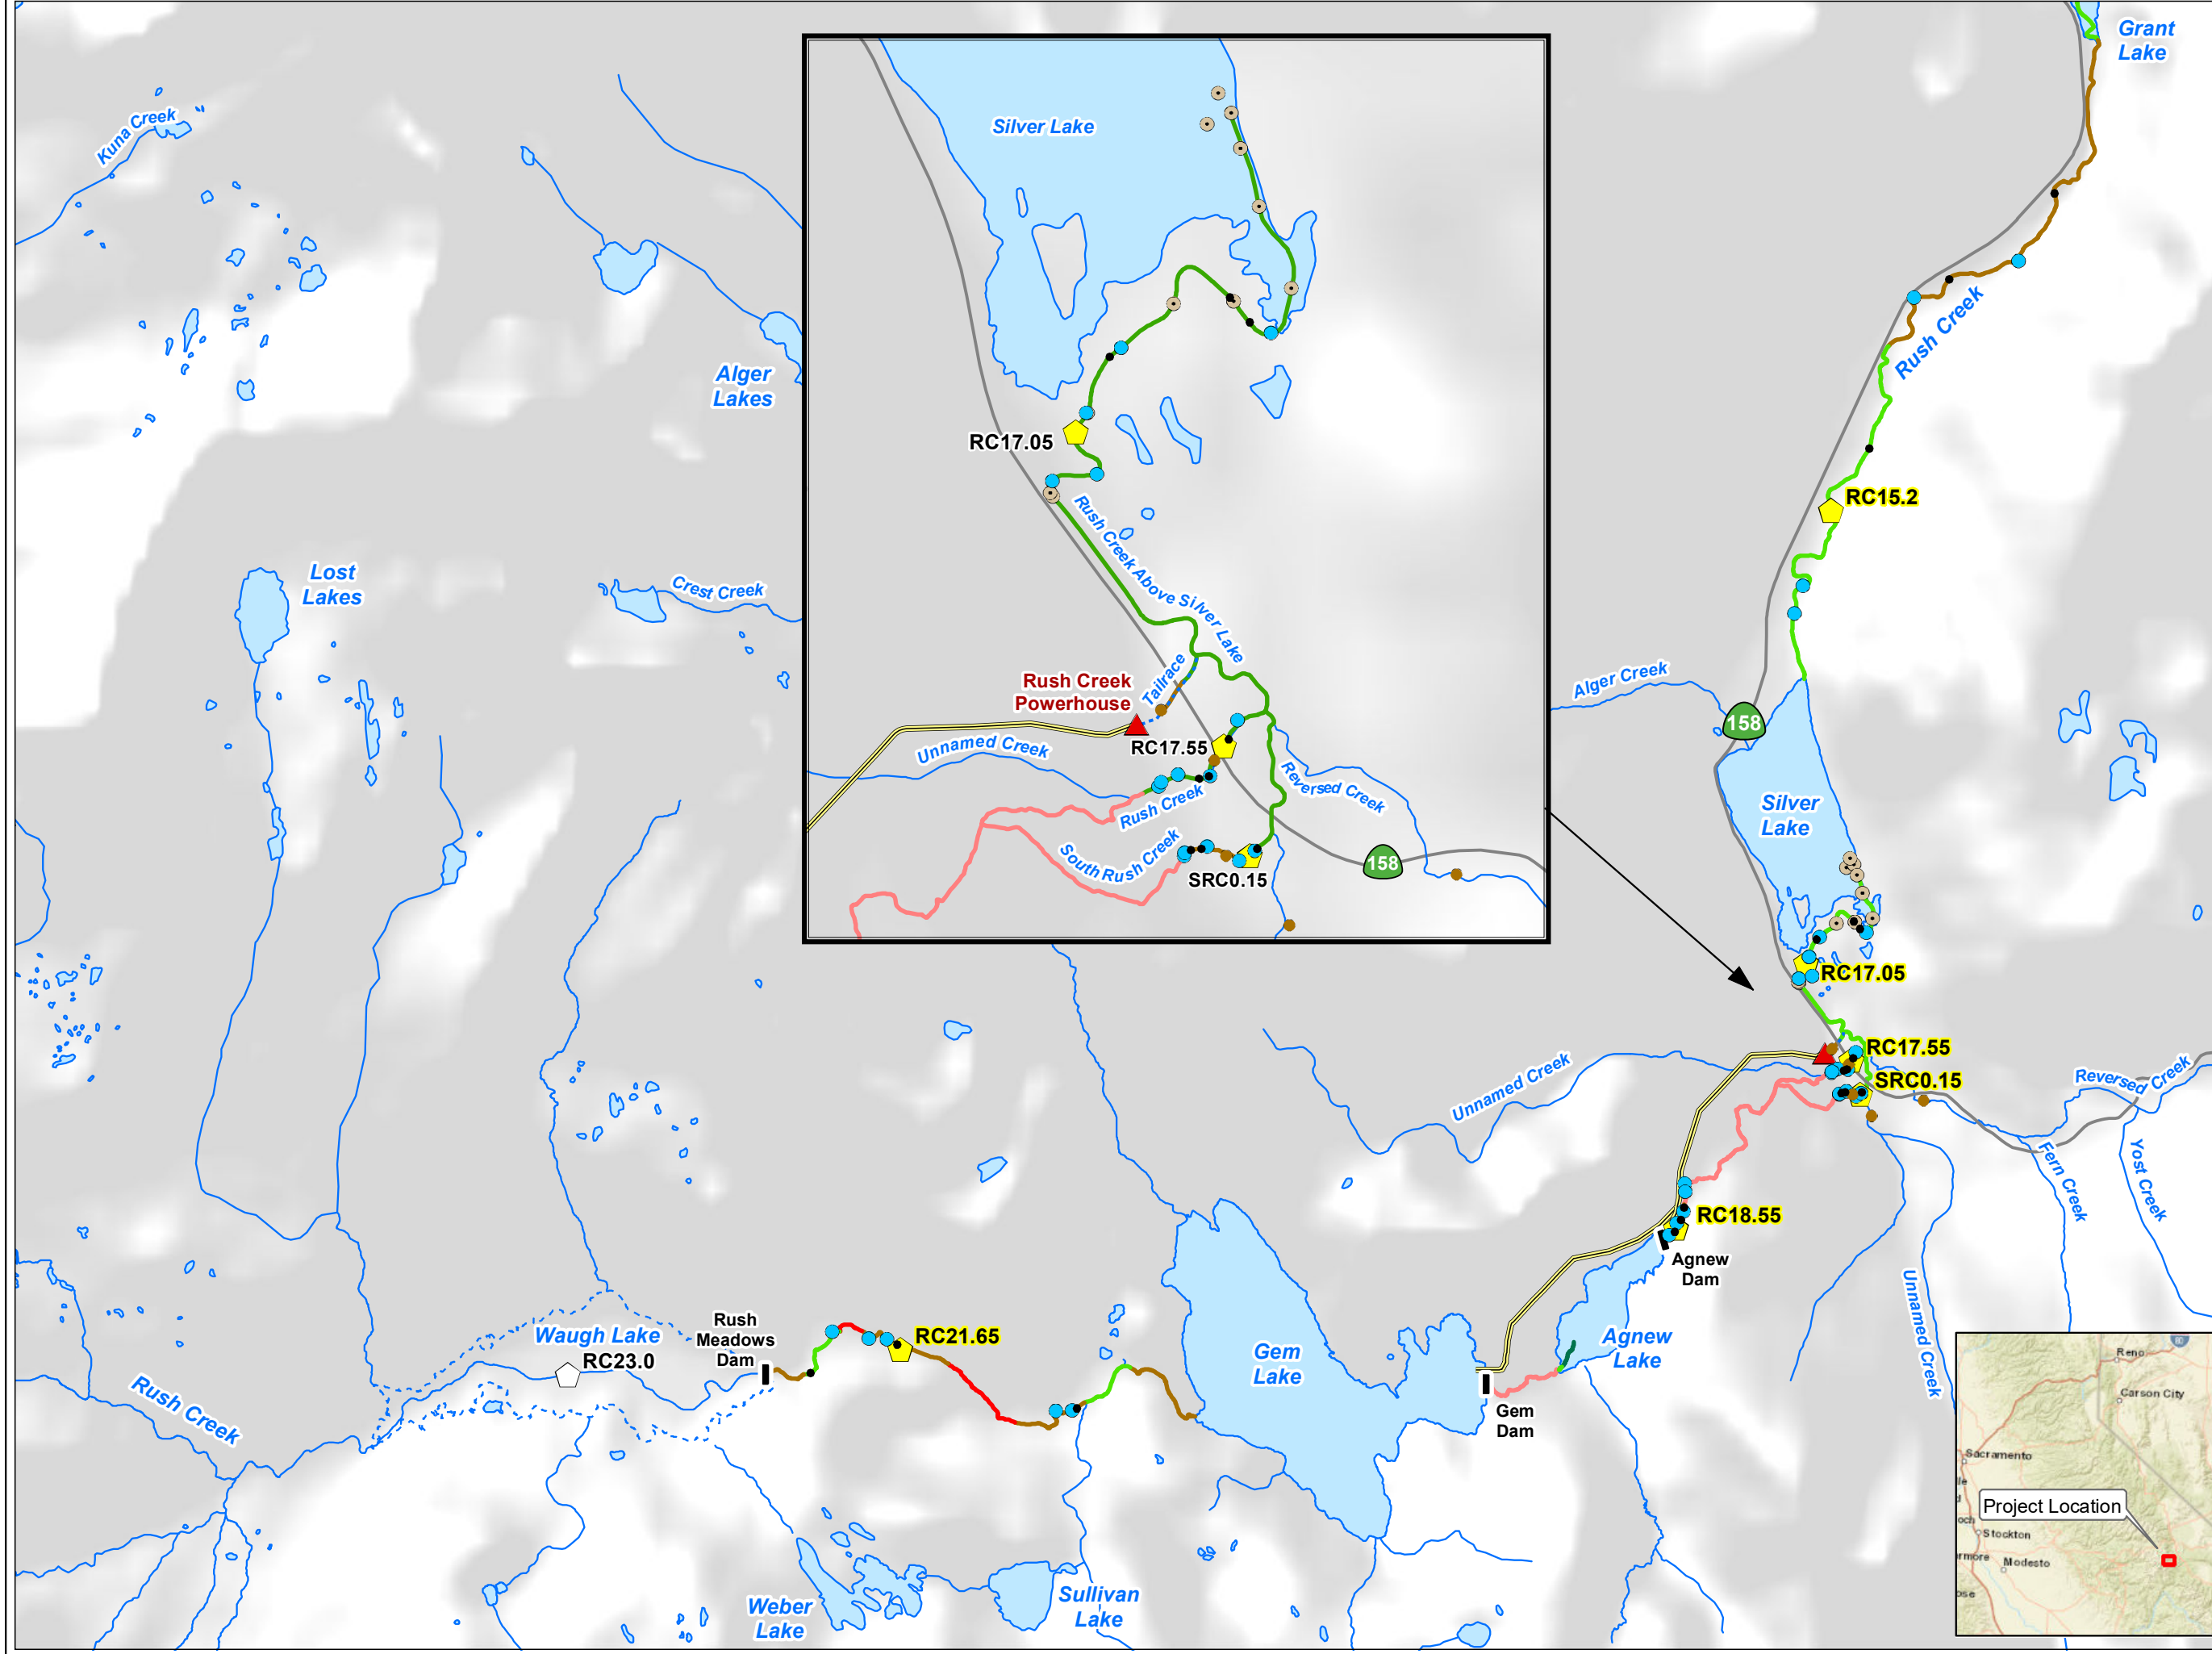 Grant
Lake
Kuna Creek
Silver Lake
Alger
Lakes
Rush Creek
RC17.05
RC15.2
Rush Creek Above Silver Lake
Lost
Lakes
Crest Creek
Tailrace
Rush Creek
Powerhouse
RC17.55
Unnamed Creek
Rush Creek
Reversed Creek
South Rush Creek
SRC0.15
158
Alger Creek
158
Silver
Lake
RC17.05
RC17.55
SRC0.15
Reversed Creek
Unnamed Creek
Fern Creek
Yost Creek
RC18.55
Agnew
Dam
Unnamed Creek
Rush
Meadows
Dam
Waugh Lake
RC23.0
RC21.65
Gem
Lake
Agnew
Lake
Gem
Dam
Rush Creek
Weber
Lake
Sullivan
Lake
80
Reno
Carson City
Sacramento
lle
Project Location
och
Stockton
rmore
Modesto
ose